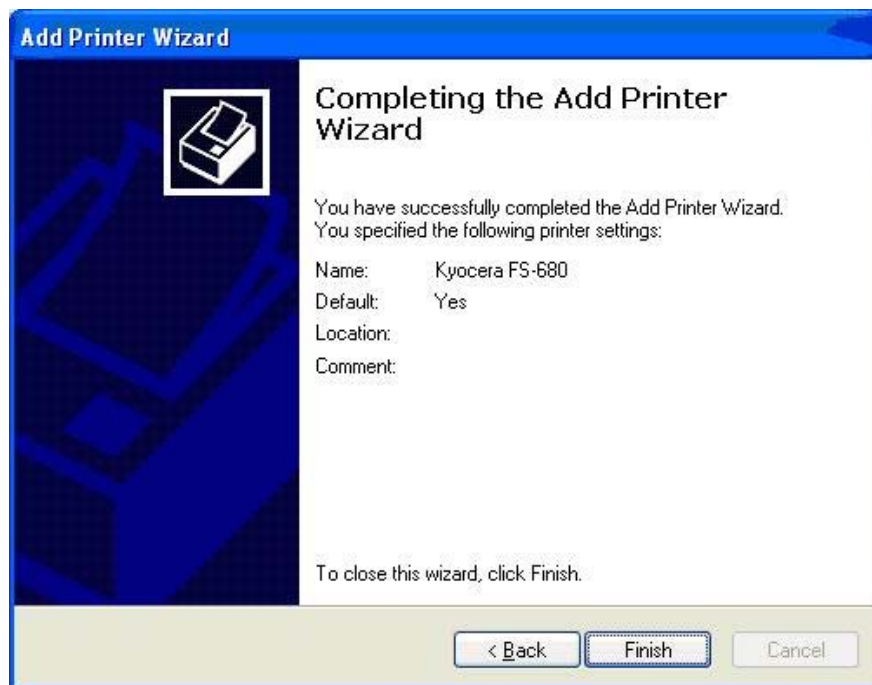 Add Printer Wizard
Completing the Add Printer
Wizard
You have successfully completed the Add Printer Wizard.
You specified the following printer settings:
Name: Kyocera FS-680
Default: Yes
Location:
Comment:
To close this wizard, click Finish.
< Back Finish Cancel